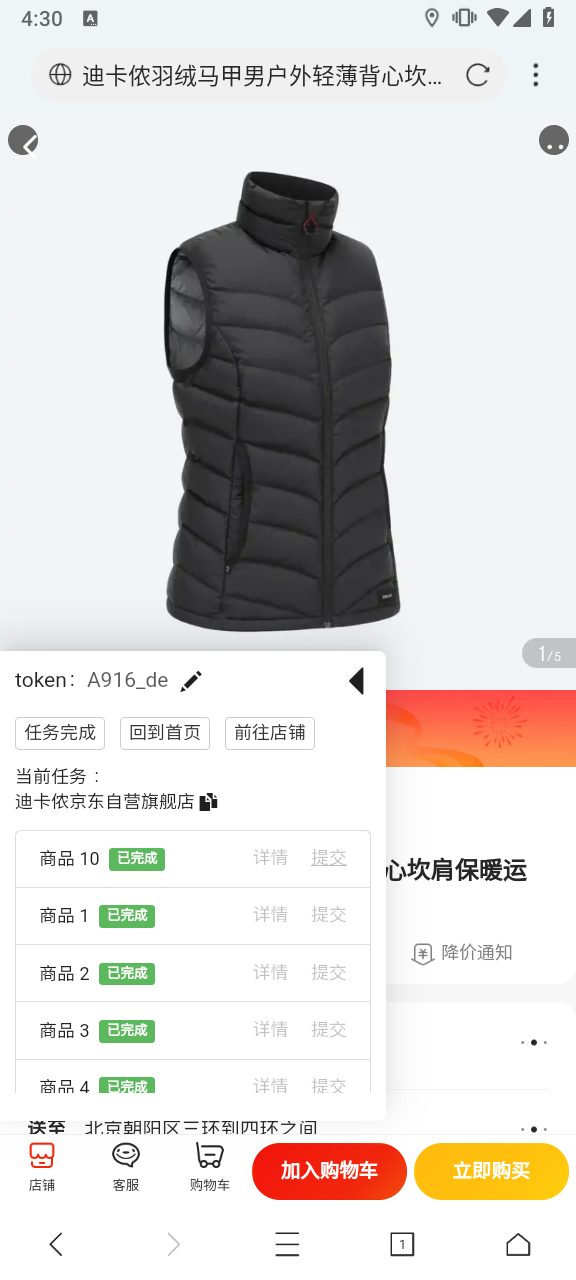 4:30 A
迪卡侬羽绒马甲男户外轻薄背心坎...
1/5
token: A916_de
任务完成 回到首页 前往店铺
当前任务：
迪卡侬京东自营旗舰店
商品 10 已完成 详情 提交
心坎肩保暖运
商品 1 已完成 详情 提交
降价通知
商品 2 已完成 详情 提交
商品 3 已完成 详情 提交
商品 4 已完成 详情 提交
送至 北京朝阳区三环到四环之间
店铺 客服 购物车 加入购物车 立即购买
1